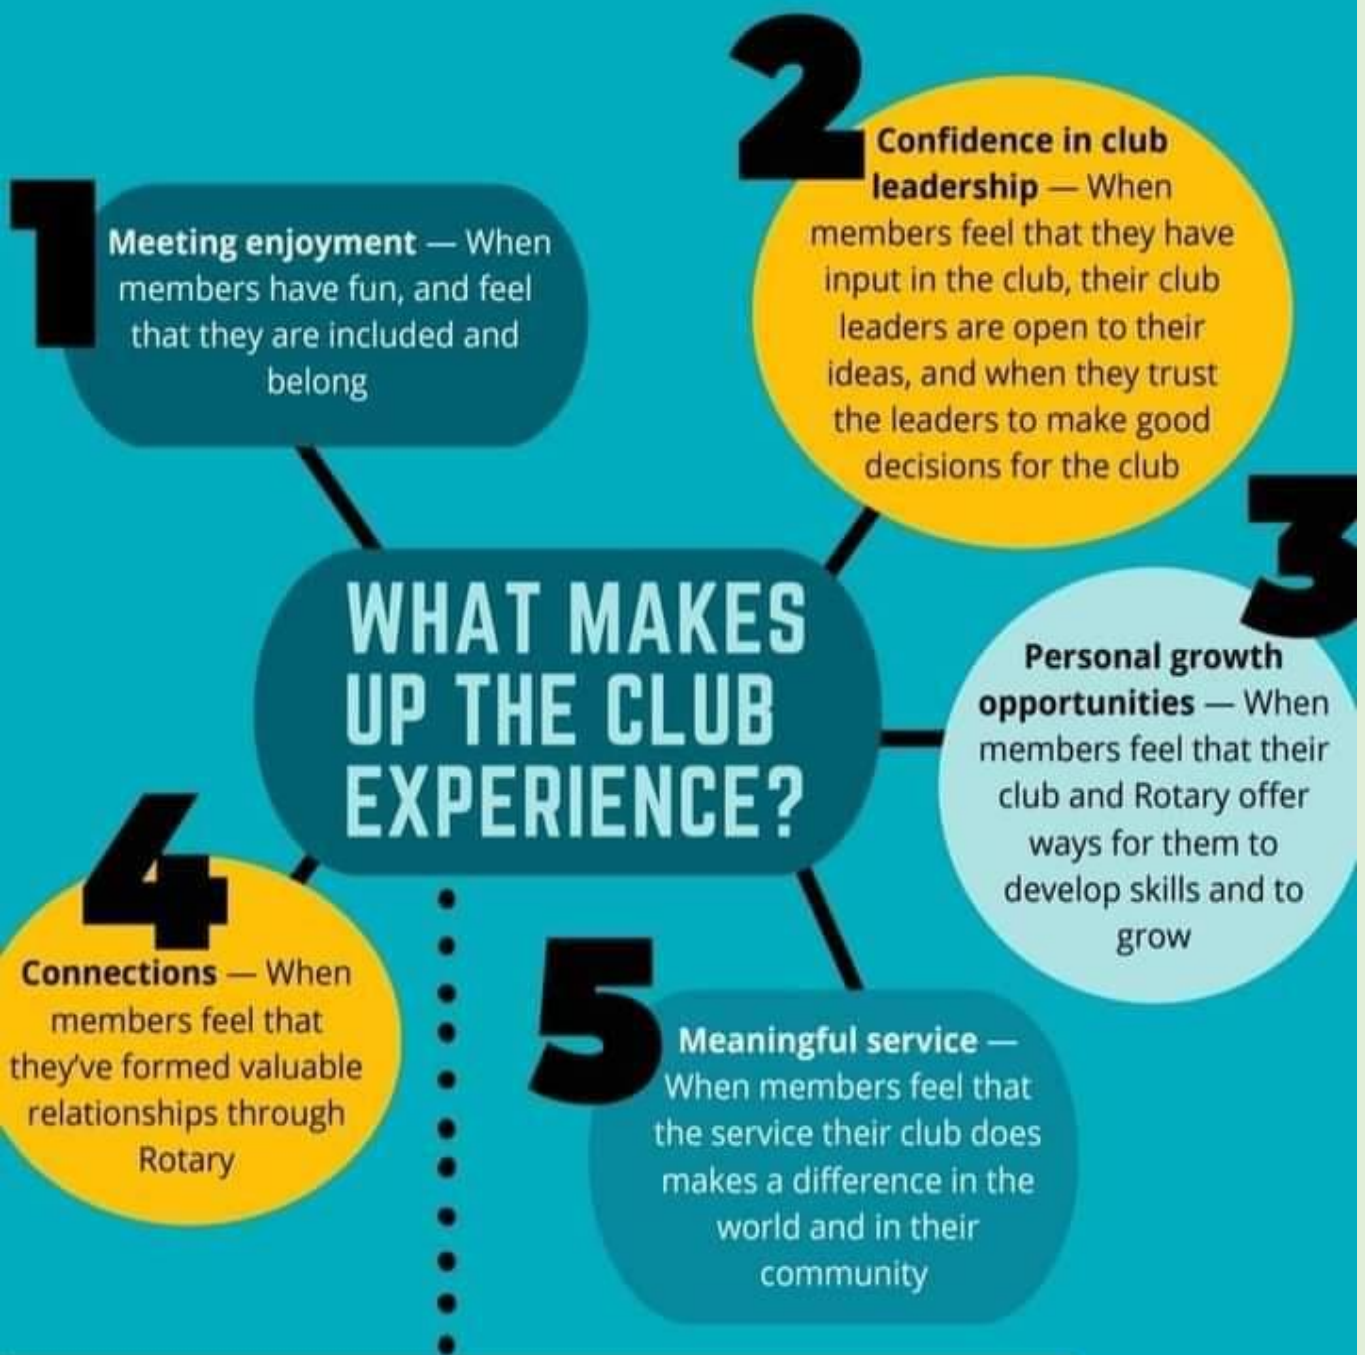 1
Meeting enjoyment — When
members have fun, and feel
that they are included and
belong
2
Confidence in club
leadership — When
members feel that they have
input in the club, their club
leaders are open to their
ideas, and when they trust
the leaders to make good
decisions for the club
WHAT MAKES
UP THE CLUB
EXPERIENCE?
3
Personal growth
opportunities — When
members feel that their
club and Rotary offer
ways for them to
develop skills and to
grow
4
Connections — When
members feel that
they've formed valuable
relationships through
Rotary
5
Meaningful service —
When members feel that
the service their club does
makes a difference in the
world and in their
community